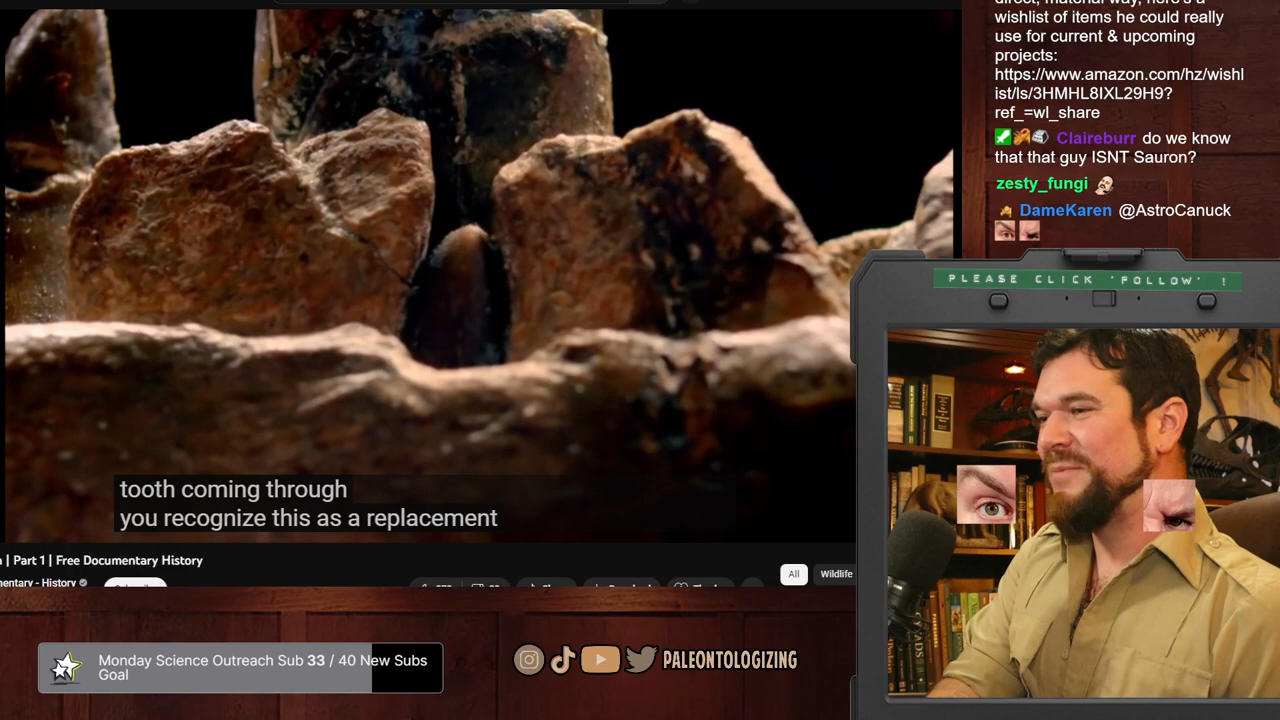 direct, material way, here's a
wishlist of items he could really
use for current & upcoming
projects:
https://www.amazon.com/hz/wishl
ist/ls/3HMHL8IXL29H9?
ref_=wl_share
Claireburr do we know
that that guy ISNT Sauron?
zesty_fungi
DameKaren @AstroCanuck
PLEASE CLICK 'FOLLOW' !
tooth coming through
you recognize this as a replacement
| Part 1 | Free Documentary History
mentary - History
All
Wildlife
Monday Science Outreach Sub 33 / 40 New Subs
Goal
PALEONTOLOGIZING